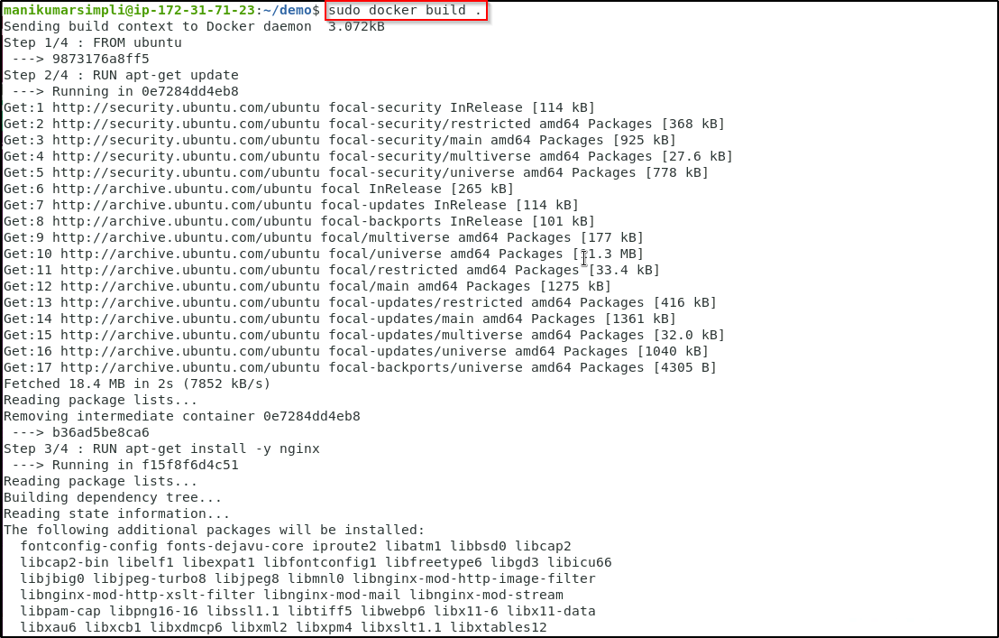 manikumarsimpli@ip-172-31-71-23:~/demo$ sudo docker build .
Sending build context to Docker daemon  3.072kB
Step 1/4 : FROM ubuntu
 ---> 9873176a8ff5
Step 2/4 : RUN apt-get update
 ---> Running in 0e7284dd4eb8
Get:1 http://security.ubuntu.com/ubuntu focal-security InRelease [114 kB]
Get:2 http://security.ubuntu.com/ubuntu focal-security/restricted amd64 Packages [368 kB]
Get:3 http://security.ubuntu.com/ubuntu focal-security/main amd64 Packages [925 kB]
Get:4 http://security.ubuntu.com/ubuntu focal-security/multiverse amd64 Packages [27.6 kB]
Get:5 http://security.ubuntu.com/ubuntu focal-security/universe amd64 Packages [778 kB]
Get:6 http://archive.ubuntu.com/ubuntu focal InRelease [265 kB]
Get:7 http://archive.ubuntu.com/ubuntu focal-updates InRelease [114 kB]
Get:8 http://archive.ubuntu.com/ubuntu focal-backports InRelease [101 kB]
Get:9 http://archive.ubuntu.com/ubuntu focal/multiverse amd64 Packages [177 kB]
Get:10 http://archive.ubuntu.com/ubuntu focal/universe amd64 Packages [11.3 MB]
Get:11 http://archive.ubuntu.com/ubuntu focal/restricted amd64 Packages [33.4 kB]
Get:12 http://archive.ubuntu.com/ubuntu focal/main amd64 Packages [1275 kB]
Get:13 http://archive.ubuntu.com/ubuntu focal-updates/restricted amd64 Packages [416 kB]
Get:14 http://archive.ubuntu.com/ubuntu focal-updates/main amd64 Packages [1361 kB]
Get:15 http://archive.ubuntu.com/ubuntu focal-updates/multiverse amd64 Packages [32.0 kB]
Get:16 http://archive.ubuntu.com/ubuntu focal-updates/universe amd64 Packages [1040 kB]
Get:17 http://archive.ubuntu.com/ubuntu focal-backports/universe amd64 Packages [4305 B]
Fetched 18.4 MB in 2s (7852 kB/s)
Reading package lists...
Removing intermediate container 0e7284dd4eb8
 ---> b36ad5be8ca6
Step 3/4 : RUN apt-get install -y nginx
 ---> Running in f15f8f6d4c51
Reading package lists...
Building dependency tree...
Reading state information...
The following additional packages will be installed:
  fontconfig-config fonts-dejavu-core iproute2 libatm1 libbsd0 libcap2
  libcap2-bin libelf1 libexpat1 libfontconfig1 libfreetype6 libgd3 libicu66
  libjbig0 libjpeg-turbo8 libjpeg8 libmnl0 libnginx-mod-http-image-filter
  libnginx-mod-http-xslt-filter libnginx-mod-mail libnginx-mod-stream
  libpam-cap libpng16-16 libssl1.1 libtiff5 libwebp6 libx11-6 libx11-data
  libxau6 libxcb1 libxdmcp6 libxml2 libxpm4 libxslt1.1 libxtables12